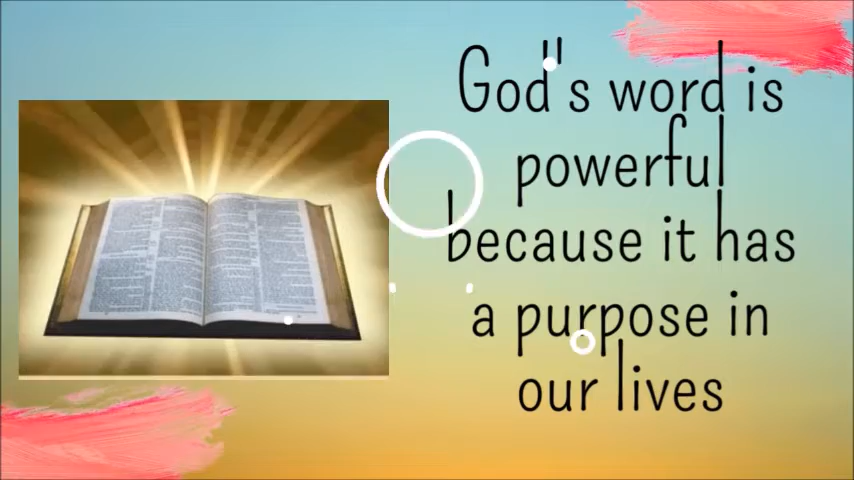 God"s word is
powerful
because it has
a purpose in
our lives